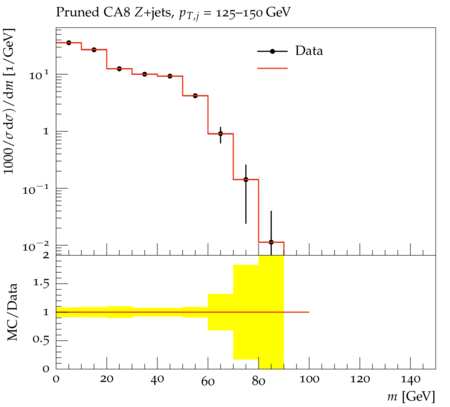 Pruned CA8 Z+jets, p_{T,j} = 125–150 GeV
1000/σ dσ)/dm [1/GeV]
Data
10^1
1
10^{-1}
10^{-2}
MC/Data
2
1.5
1
0.5
0
0 20 40 60 80 100 120 140
m [GeV]